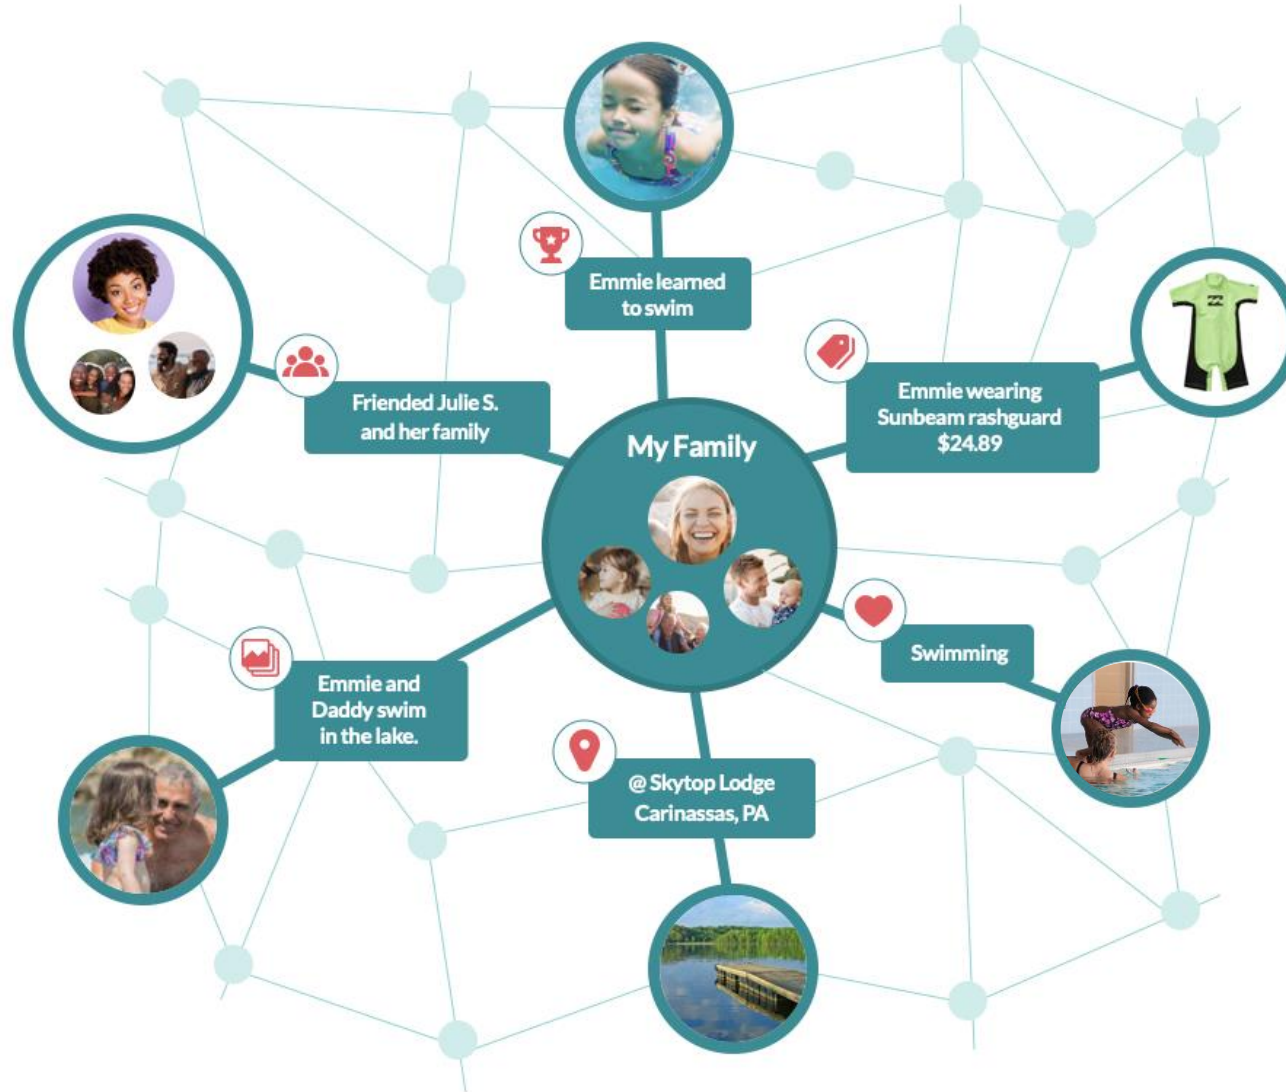 Emmie learned
to swim
Emmie wearing
Sunbeam rashguard
$24.89
Friended Julie S.
and her family
My Family
Swimming
Emmie and
Daddy swim
in the lake.
@ Skytop Lodge
Carinassas, PA